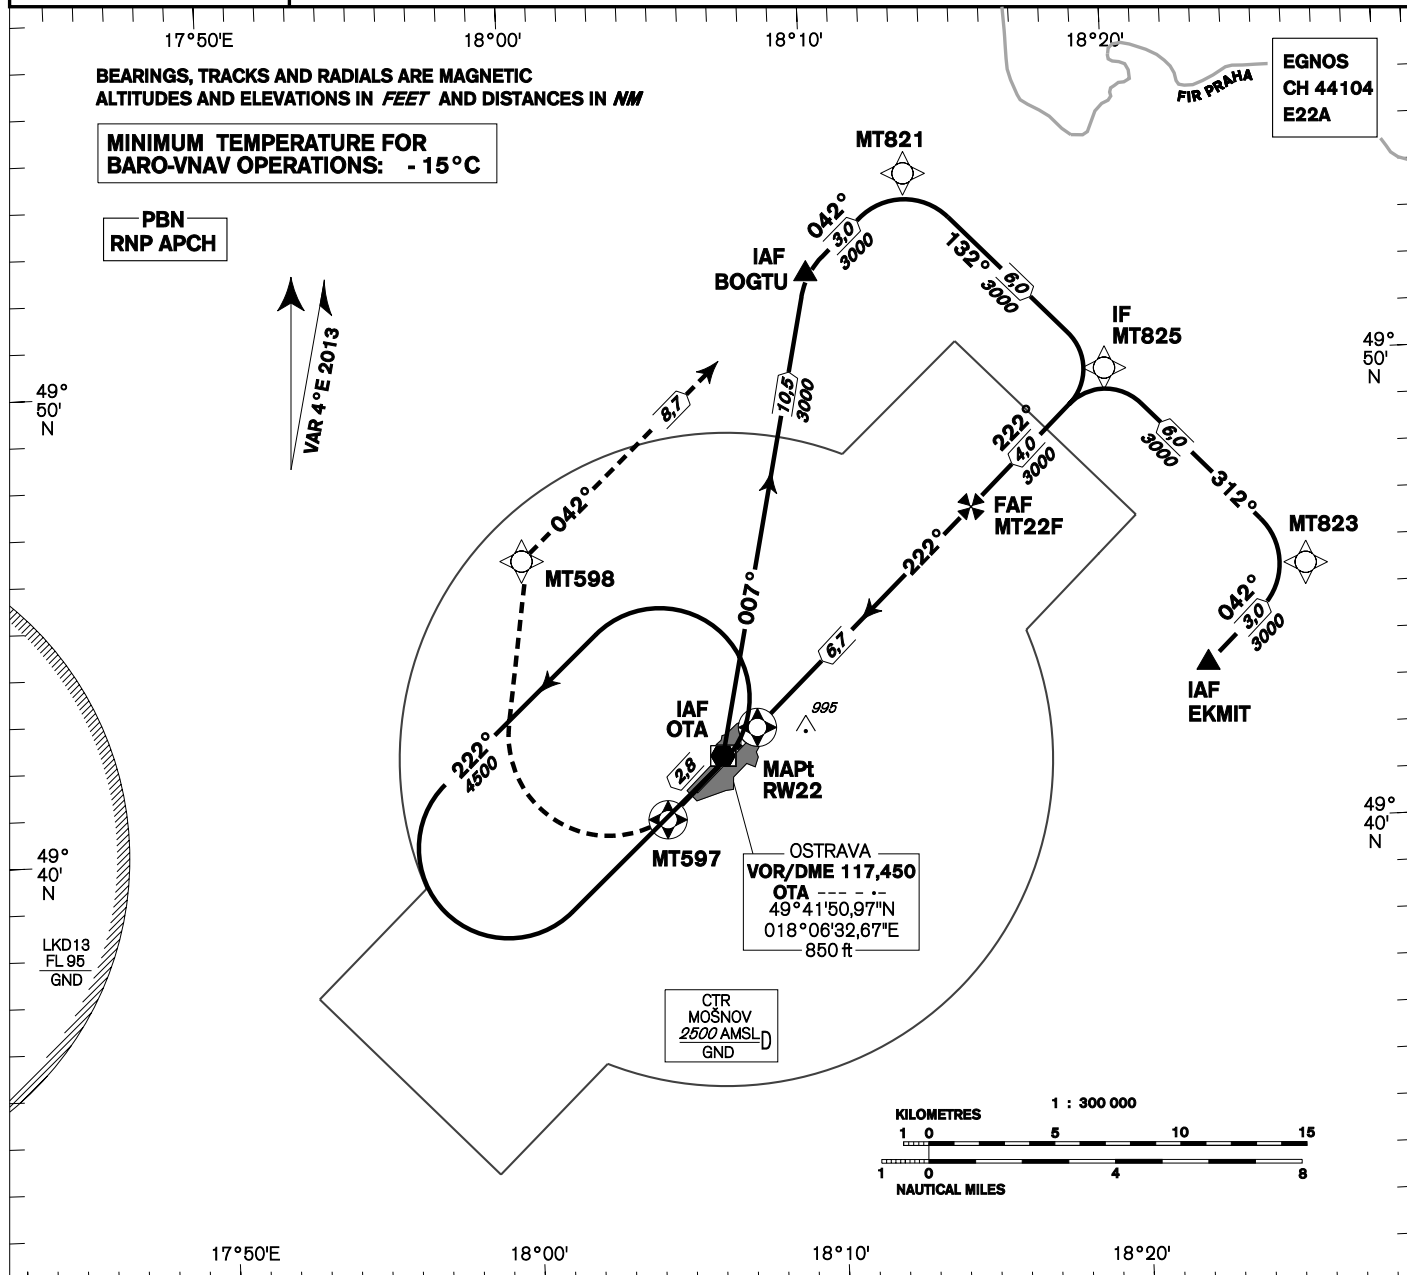 17°50'E
18°00'
18°10'
18°20'
BEARINGS, TRACKS AND RADIALS ARE MAGNETIC
ALTITUDES AND ELEVATIONS IN FEET AND DISTANCES IN NM
MINIMUM TEMPERATURE FOR
BARO-VNAV OPERATIONS: - 15°C
PBN
RNP APCH
VAR 4°E 2013
EGNOS
CH 44104
E22A
FIR PRAHA
MT821
042°
3,0
3000
IAF
BOGTU
132°
6,0
3000
IF
MT825
49°
50'
N
49°
50'
N
8,7
10,5
3000
222°
4,0
3000
6,0
3000
312°
042°
FAF
MT22F
MT823
222°
MT598
007°
042°
3,0
3000
6,7
IAF
EKMIT
IAF
OTA
995
222°
4500
2,8
MAPt
RW22
MT597
49°
40'
N
49°
40'
N
OSTRAVA
VOR/DME 117,450
OTA --- - ·-
49°41'50,97"N
018°06'32,67"E
850 ft
LKD13
FL 95
GND
CTR
MOŠNOV
2500 AMSL
D
GND
1 : 300 000
KILOMETRES
1 0 5 10 15
1 0 4 8
NAUTICAL MILES
17°50'E
18°00'
18°10'
18°20'